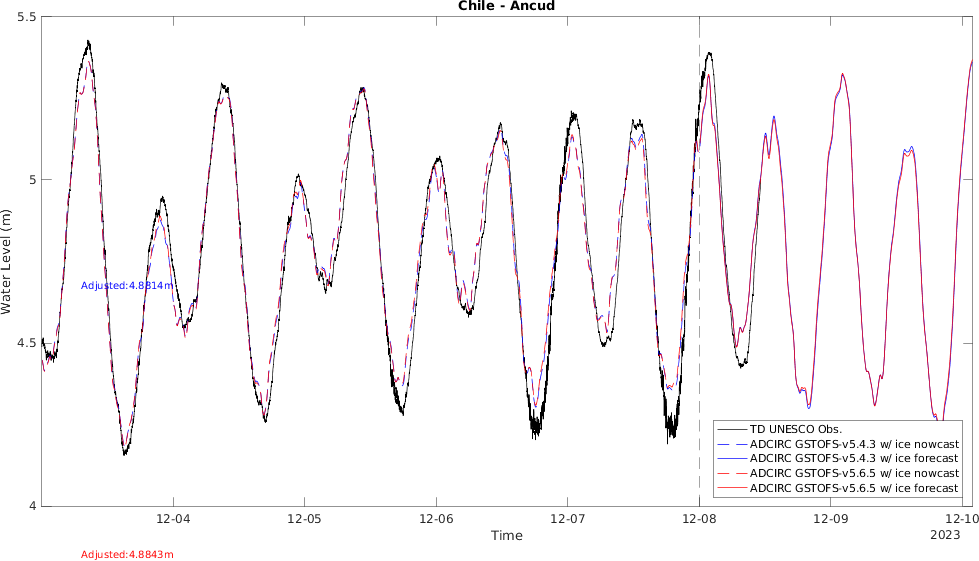 Chile - Ancud
5.5
5
4.5
4
Water Level (m)
Adjusted:4.8814m
TD UNESCO Obs.
ADCIRC GSTOFS-v5.4.3 w/ ice nowcast
ADCIRC GSTOFS-v5.4.3 w/ ice forecast
ADCIRC GSTOFS-v5.6.5 w/ ice nowcast
ADCIRC GSTOFS-v5.6.5 w/ ice forecast
12-04 12-05 12-06 12-07 12-08 12-09 12-10
Time
2023
Adjusted:4.8843m